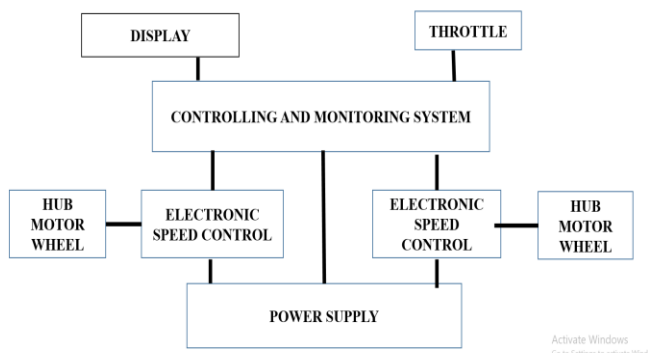 DISPLAY
THROTTLE
CONTROLLING AND MONITORING SYSTEM
HUB
MOTOR
WHEEL
ELECTRONIC
SPEED CONTROL
ELECTRONIC
SPEED
CONTROL
HUB
MOTOR
WHEEL
POWER SUPPLY
Activate Windows